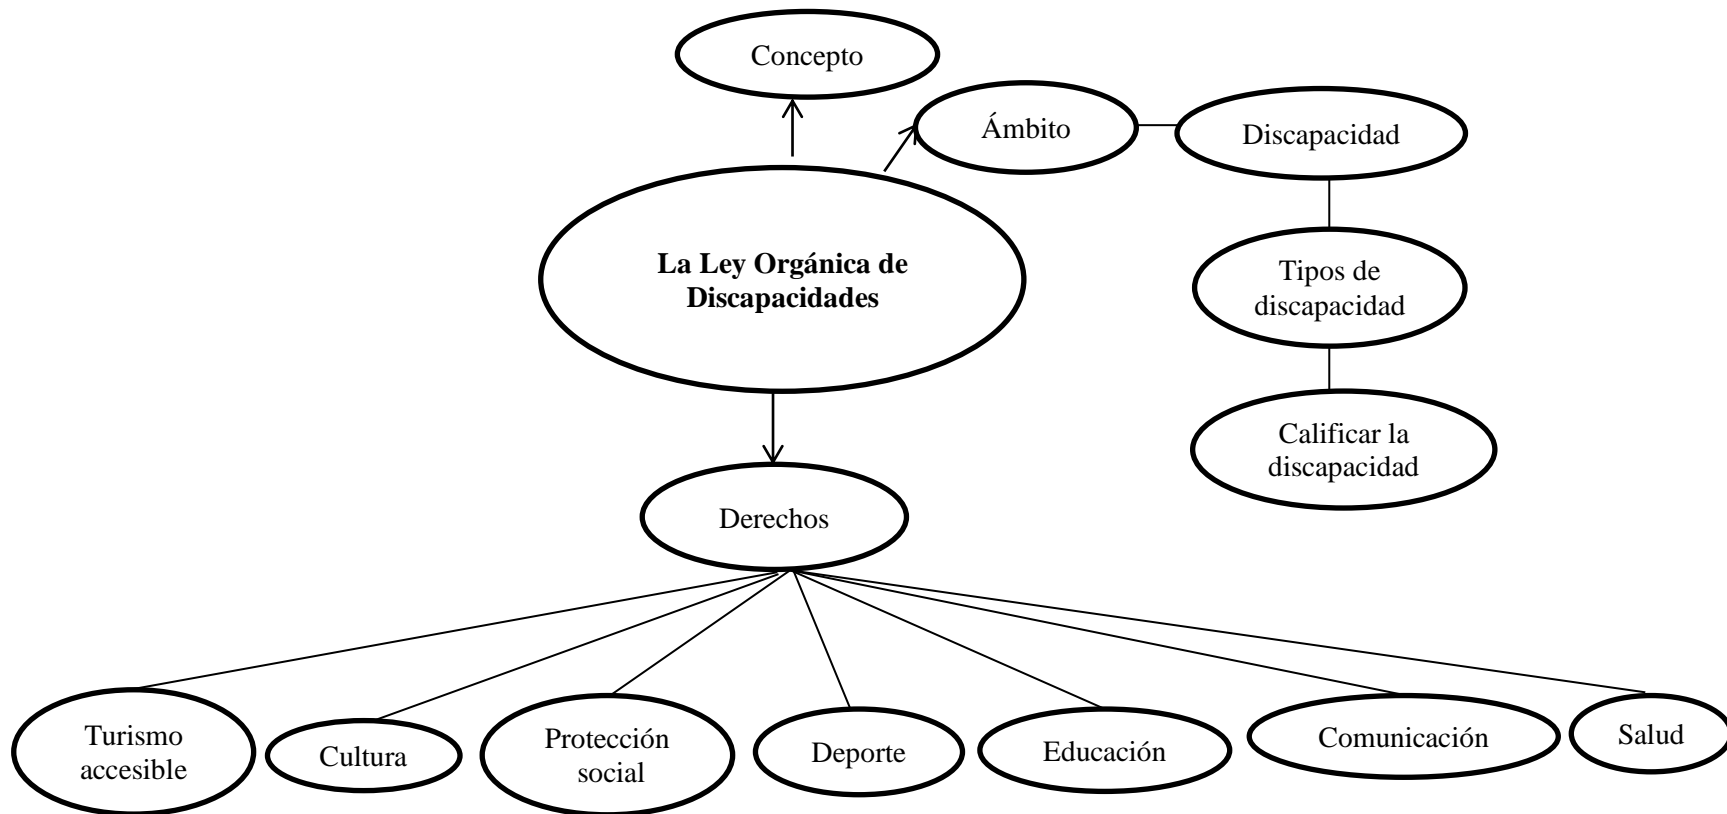 Concepto
Ámbito
Discapacidad
La Ley Orgánica de
Discapacidades
Tipos de
discapacidad
Calificar la
discapacidad
Derechos
Turismo
accesible
Cultura
Protección
social
Deporte
Educación
Comunicación
Salud